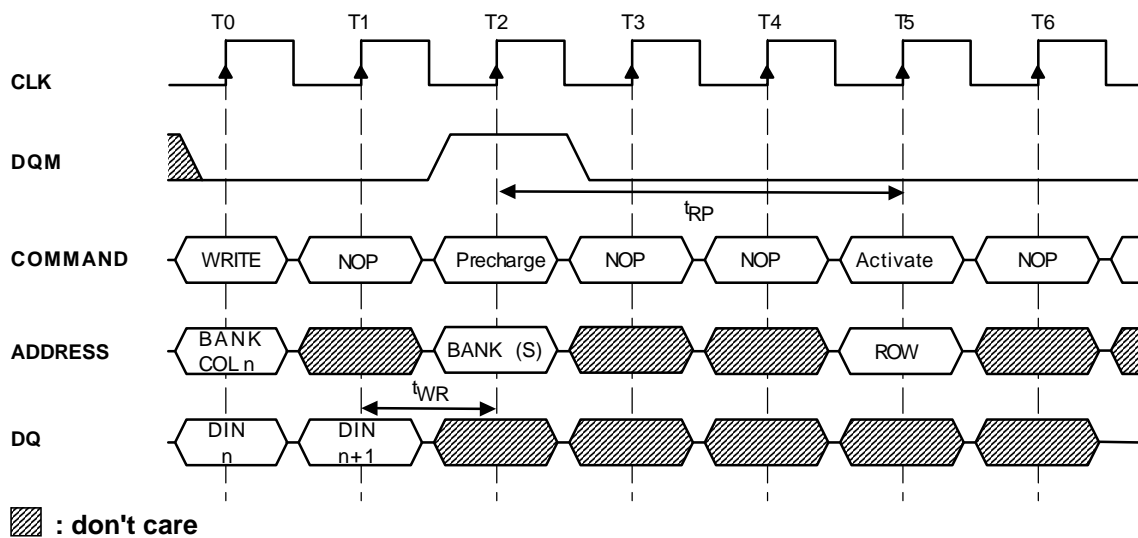 T0 T1 T2 T3 T4 T5 T6
CLK
DQM
tRP
COMMAND WRITE NOP Precharge NOP NOP Activate NOP
ADDRESS BANK COL n BANK (S) ROW
tWR
DQ DIN n DIN n+1
: don't care